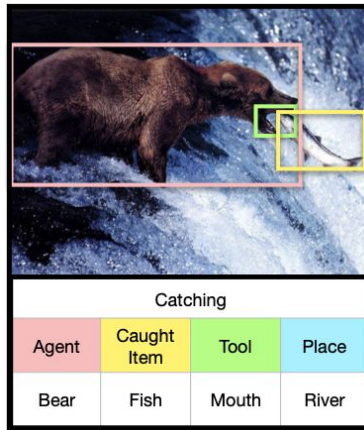 Catching
Agent
Caught
Item
Tool
Place
Bear
Fish
Mouth
River